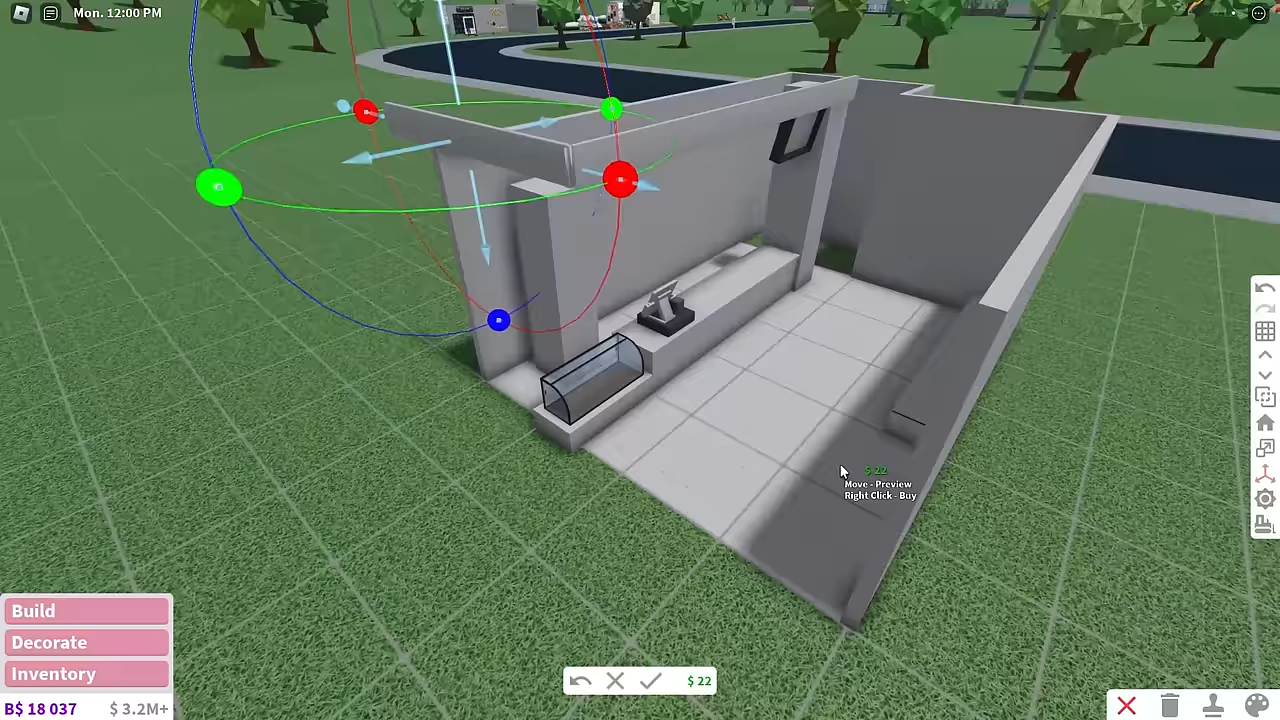 Mon. 12:00 PM
$ 22
Move - Preview
Right Click - Buy
Build
Decorate
Inventory
B$ 18 037 $ 3.2M+
$ 22